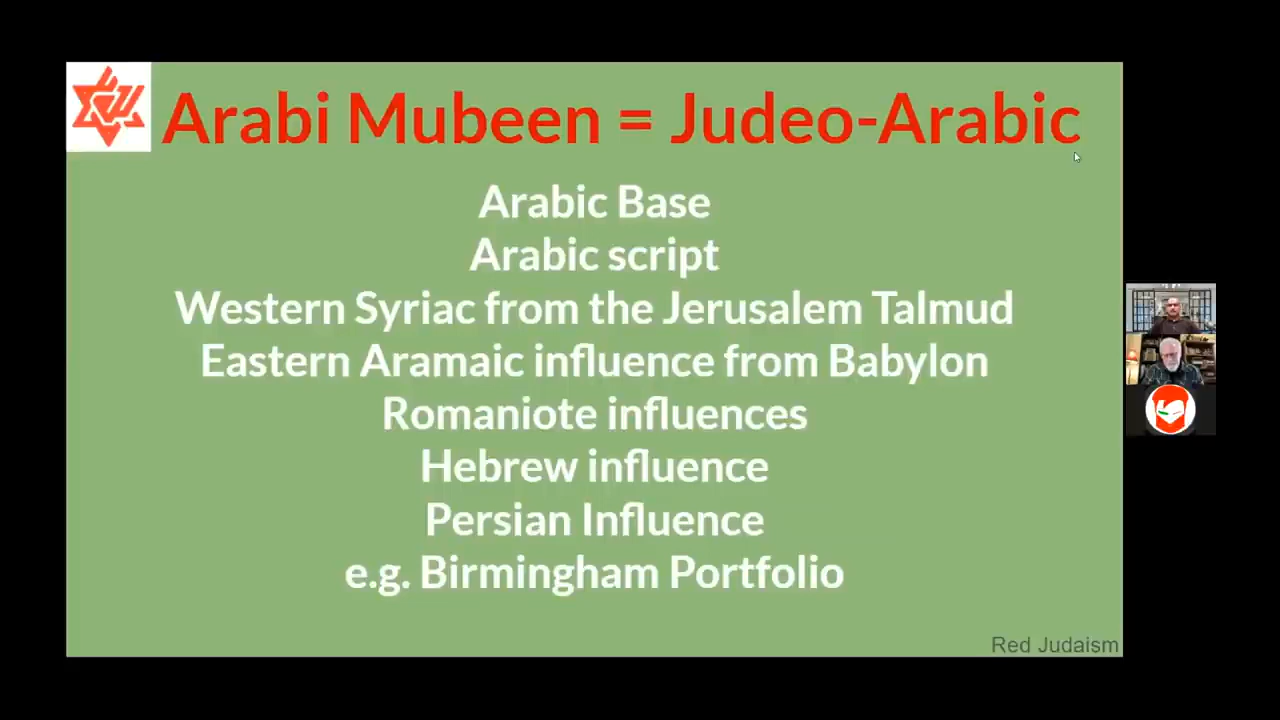 Arabi Mubeen = Judeo-Arabic
Arabic Base
Arabic script
Western Syriac from the Jerusalem Talmud
Eastern Aramaic influence from Babylon
Romaniote influences
Hebrew influence
Persian Influence
e.g. Birmingham Portfolio
Red Judaism